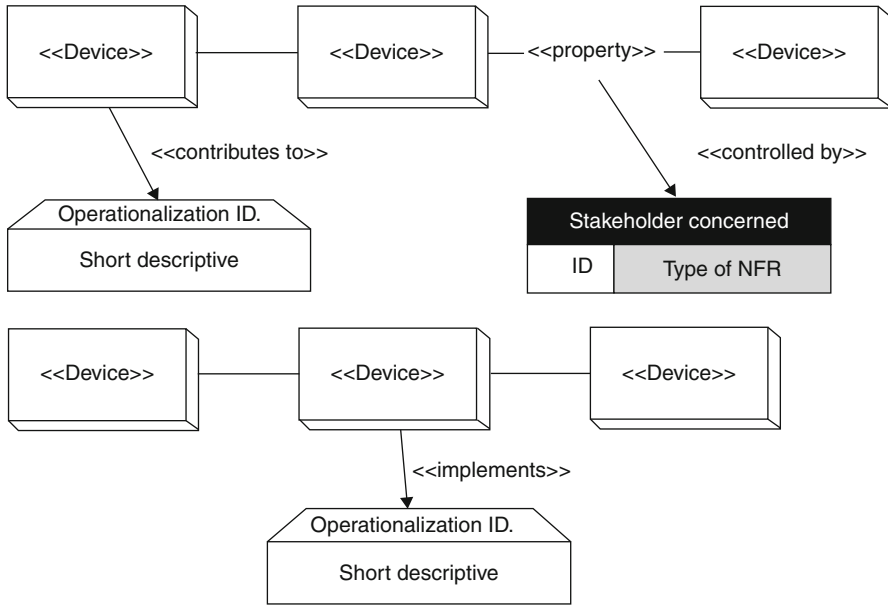 <<Device>>
<<Device>>
<<property>>
<<Device>>
<<contributes to>>
<<controlled by>>
Operationalization ID.
Short descriptive
Stakeholder concerned
ID
Type of NFR
<<Device>>
<<Device>>
<<Device>>
<<implements>>
Operationalization ID.
Short descriptive